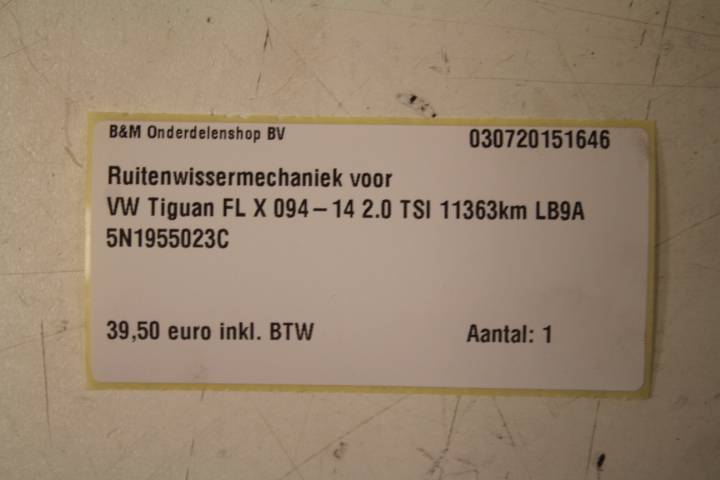 B&M Onderdelenshop BV 030720151646
Ruitenwissermechaniek voor
VW Tiguan FL X 094-14 2.0 TSI 11363km LB9A
5N1955023C
39,50 euro inkl. BTW Aantal: 1